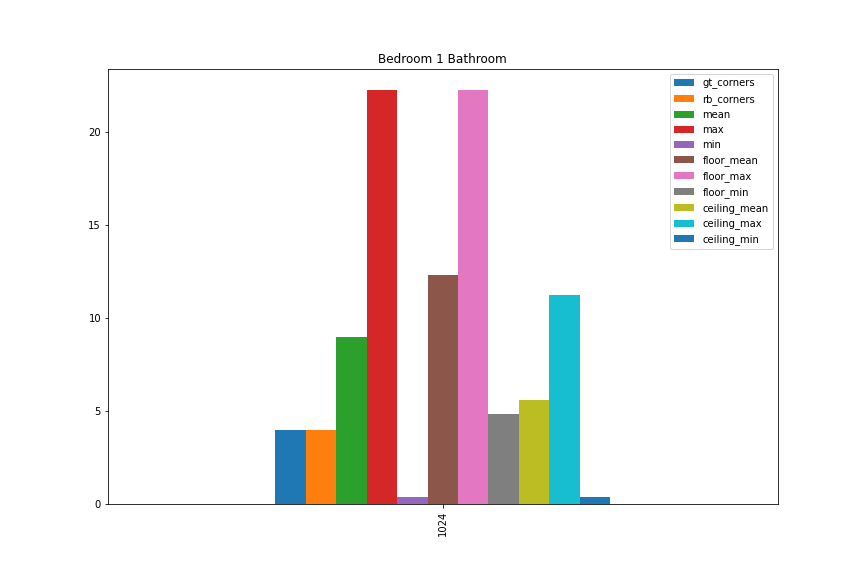 Bedroom 1 Bathroom
gt_corners
rb_corners
mean
max
min
floor_mean
floor_max
floor_min
ceiling_mean
ceiling_max
ceiling_min
20
15
10
5
0
1024